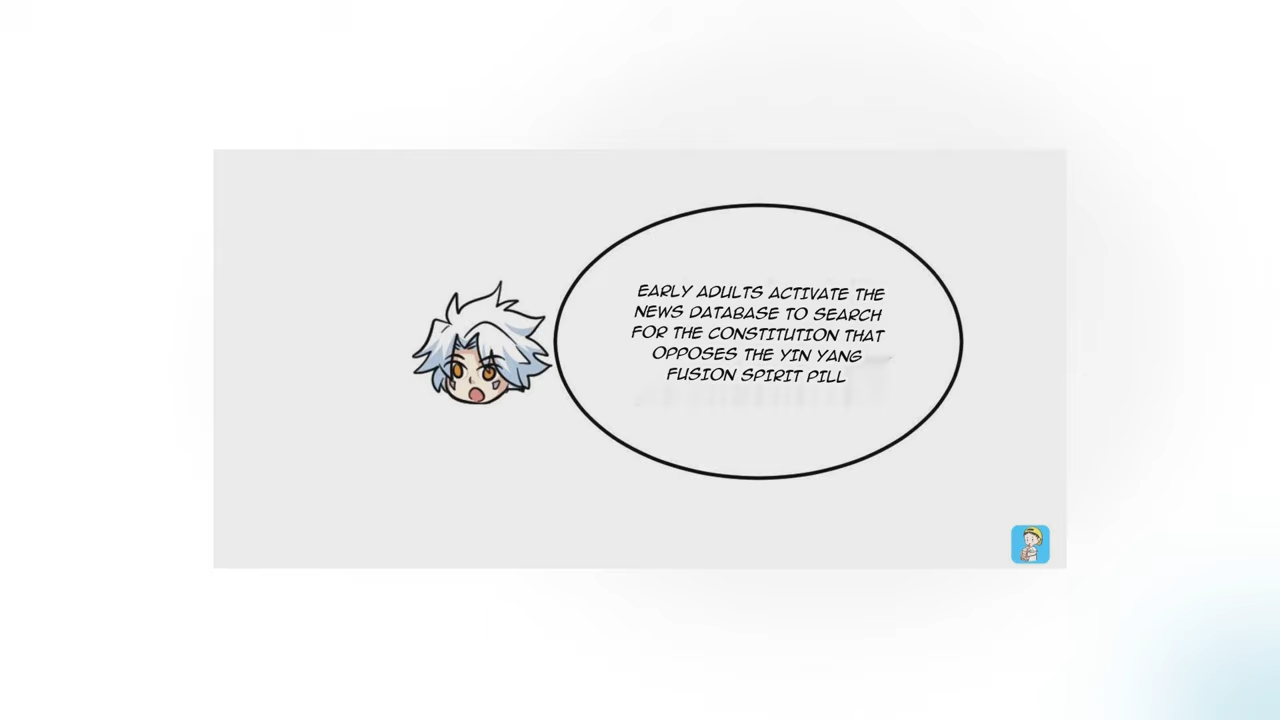 EARLY ADULTS ACTIVATE THE
NEWS DATABASE TO SEARCH
FOR THE CONSTITUTION THAT
OPPOSES THE YIN YANG
FUSION SPIRIT PILL